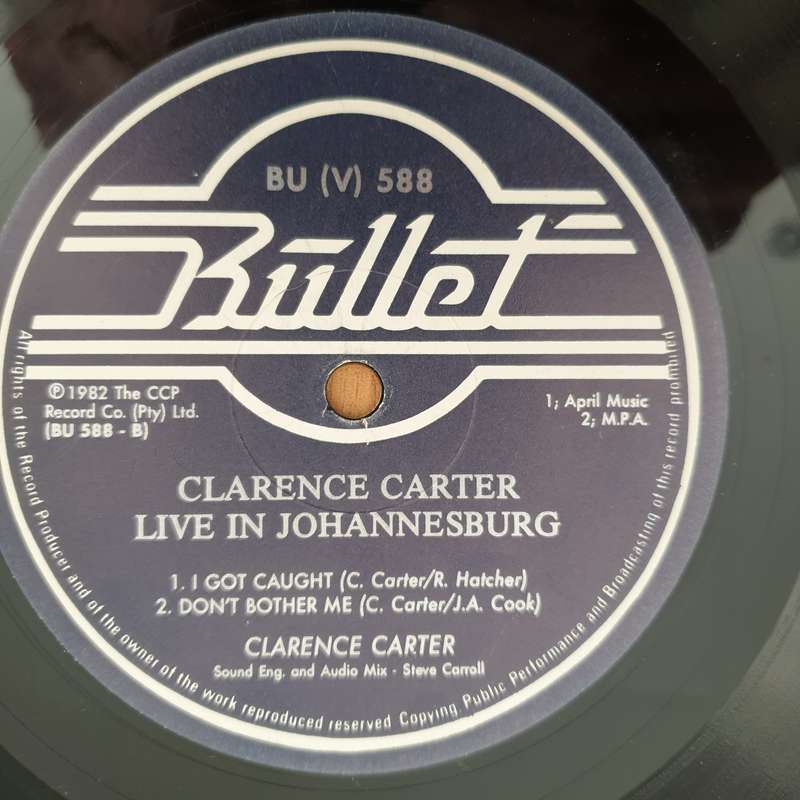 BU (V) 588
Bullet
℗ 1982 The CCP
Record Co. (Pty) Ltd.
(BU 588 - B)
1; April Music
2; M.P.A.
CLARENCE CARTER
LIVE IN JOHANNESBURG
1. I GOT CAUGHT (C. Carter/R. Hatcher)
2. DON'T BOTHER ME (C. Carter/J.A. Cook)
CLARENCE CARTER
Sound Eng. and Audio Mix - Steve Carroll
All rights of the Record Producer and of the owner of the work reproduced reserved Copying Public Performance and Broadcasting of this record prohibited